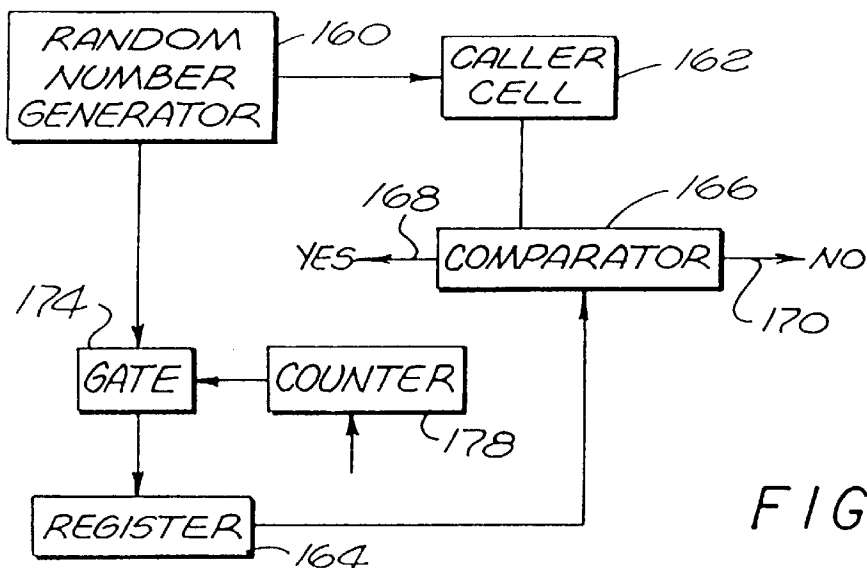 RANDOM
NUMBER
GENERATOR
160
CALLER
CELL
162
166
168
YES
COMPARATOR
NO
170
174
GATE
COUNTER
178
REGISTER
164
FIG